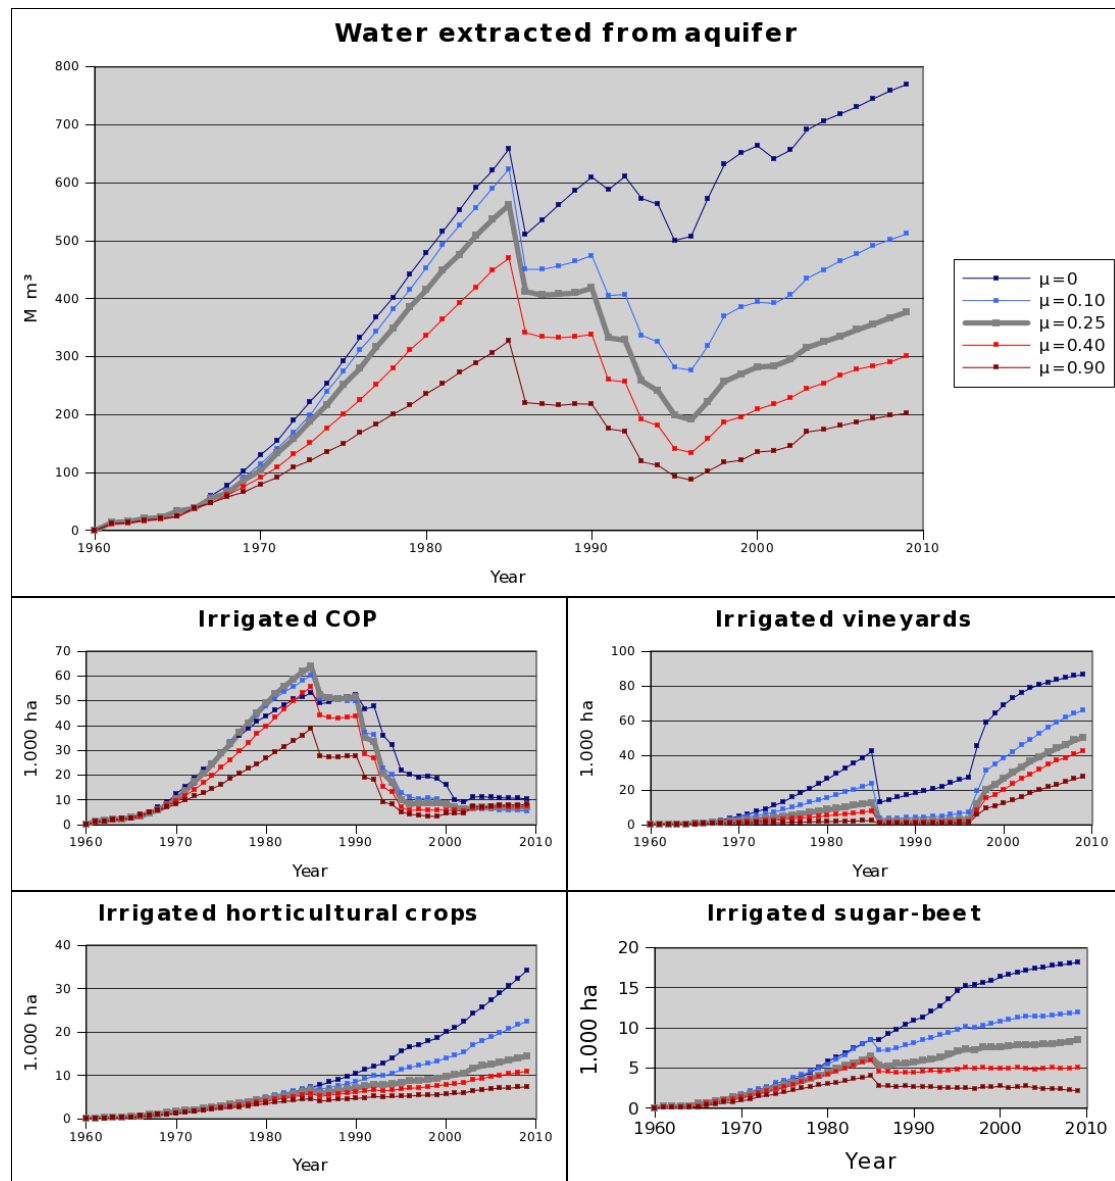 Water extracted from aquifer
800
700
600
500
400
300
200
100
0
M m³
1960 1970 1980 1990 2000 2010
Year
μ=0
μ=0.10
μ=0.25
μ=0.40
μ=0.90
Irrigated COP
70
60
50
40
30
20
10
0
1.000 ha
1960 1970 1980 1990 2000 2010
Year
Irrigated vineyards
100
80
60
40
20
0
1.000 ha
1960 1970 1980 1990 2000 2010
Year
Irrigated horticultural crops
40
30
20
10
0
1.000 ha
1960 1970 1980 1990 2000 2010
Year
Irrigated sugar-beet
20
15
10
5
0
1.000 ha
1960 1970 1980 1990 2000 2010
Year